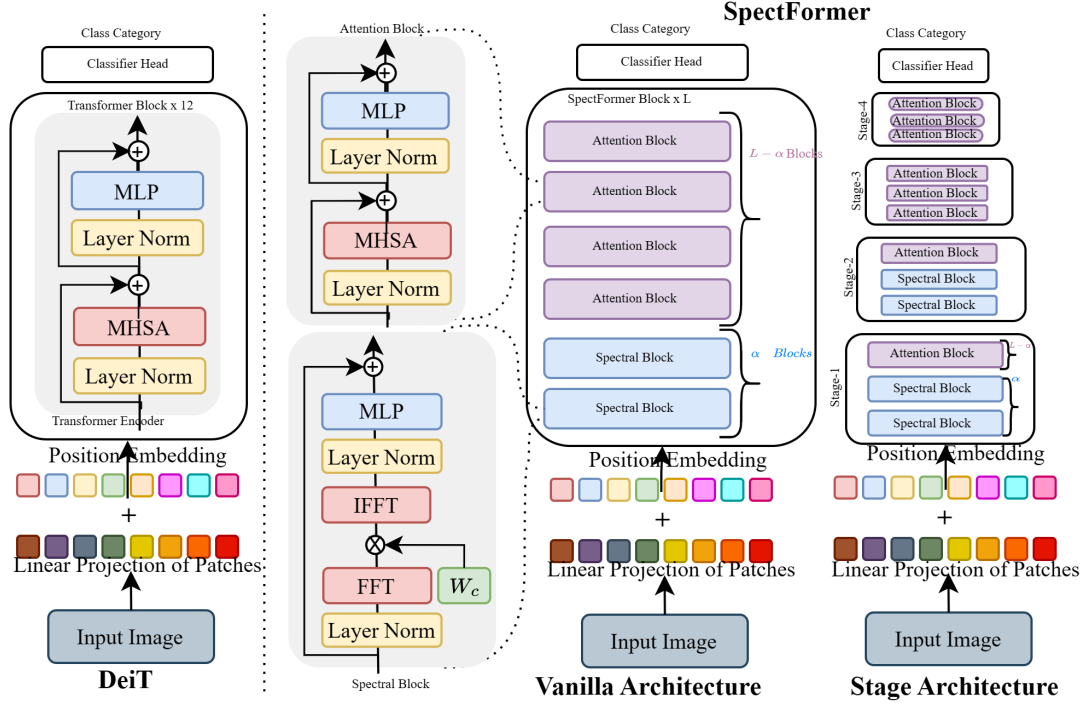 SpectFormer
Class Category
Classifier Head
Transformer Block x 12
MLP
Layer Norm
MHSA
Layer Norm
Transformer Encoder
Position Embedding
+
Linear Projection of Patches
Input Image
DeiT
Attention Block
MLP
Layer Norm
MHSA
Layer Norm
MLP
Layer Norm
IFFT
FFT
W_c
Layer Norm
Spectral Block
Class Category
Classifier Head
SpectFormer Block x L
Attention Block
Attention Block
Attention Block
Attention Block
L − α Blocks
Spectral Block
Spectral Block
α Blocks
Position Embedding
+
Linear Projection of Patches
Input Image
Vanilla Architecture
Class Category
Classifier Head
Stage-4
Attention Block
Attention Block
Attention Block
Stage-3
Attention Block
Attention Block
Attention Block
Stage-2
Attention Block
Spectral Block
Spectral Block
Stage-1
Attention Block
L − α
Spectral Block
α
Spectral Block
Position Embedding
+
Linear Projection of Patches
Input Image
Stage Architecture